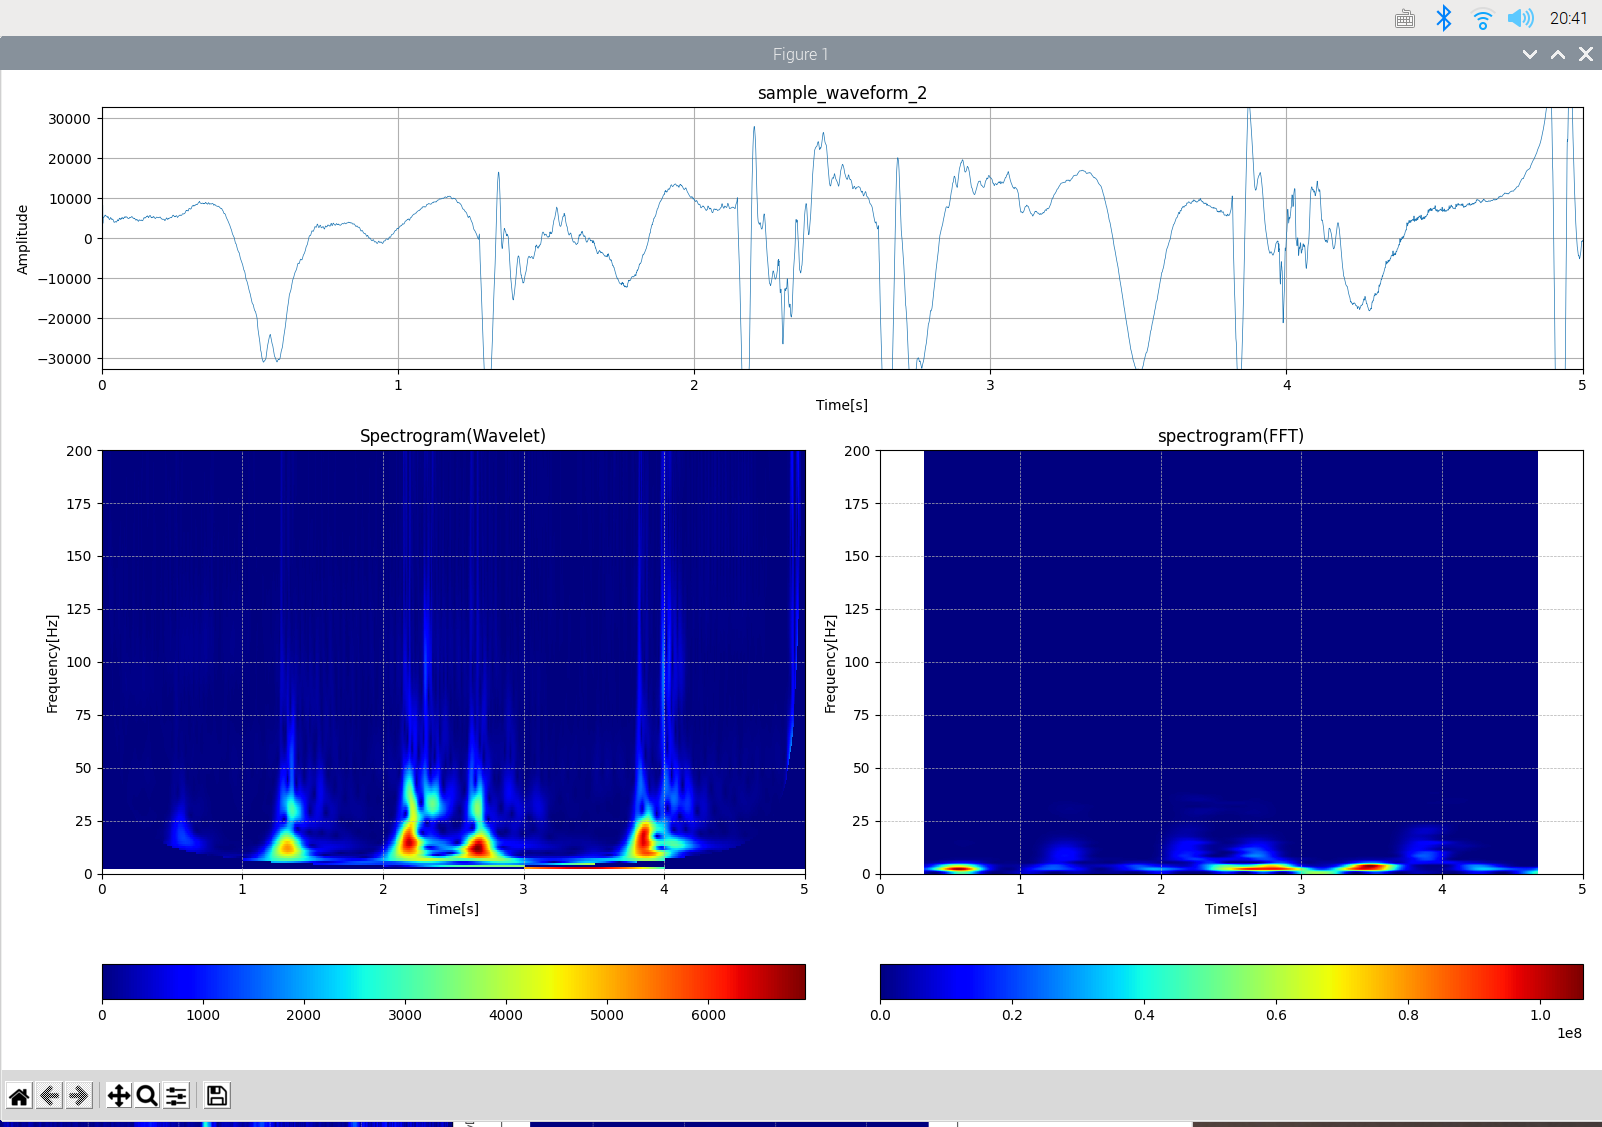 20:41
Figure 1
sample_waveform_2
30000
20000
10000
0
−10000
−20000
−30000
Amplitude
0 1 2 3 4 5
Time[s]
Spectrogram(Wavelet)
200
175
150
125
100
75
50
25
0
Frequency[Hz]
0 1 2 3 4 5
Time[s]
0 1000 2000 3000 4000 5000 6000
spectrogram(FFT)
200
175
150
125
100
75
50
25
0
Frequency[Hz]
0 1 2 3 4 5
Time[s]
0.0 0.2 0.4 0.6 0.8 1.0
1e8